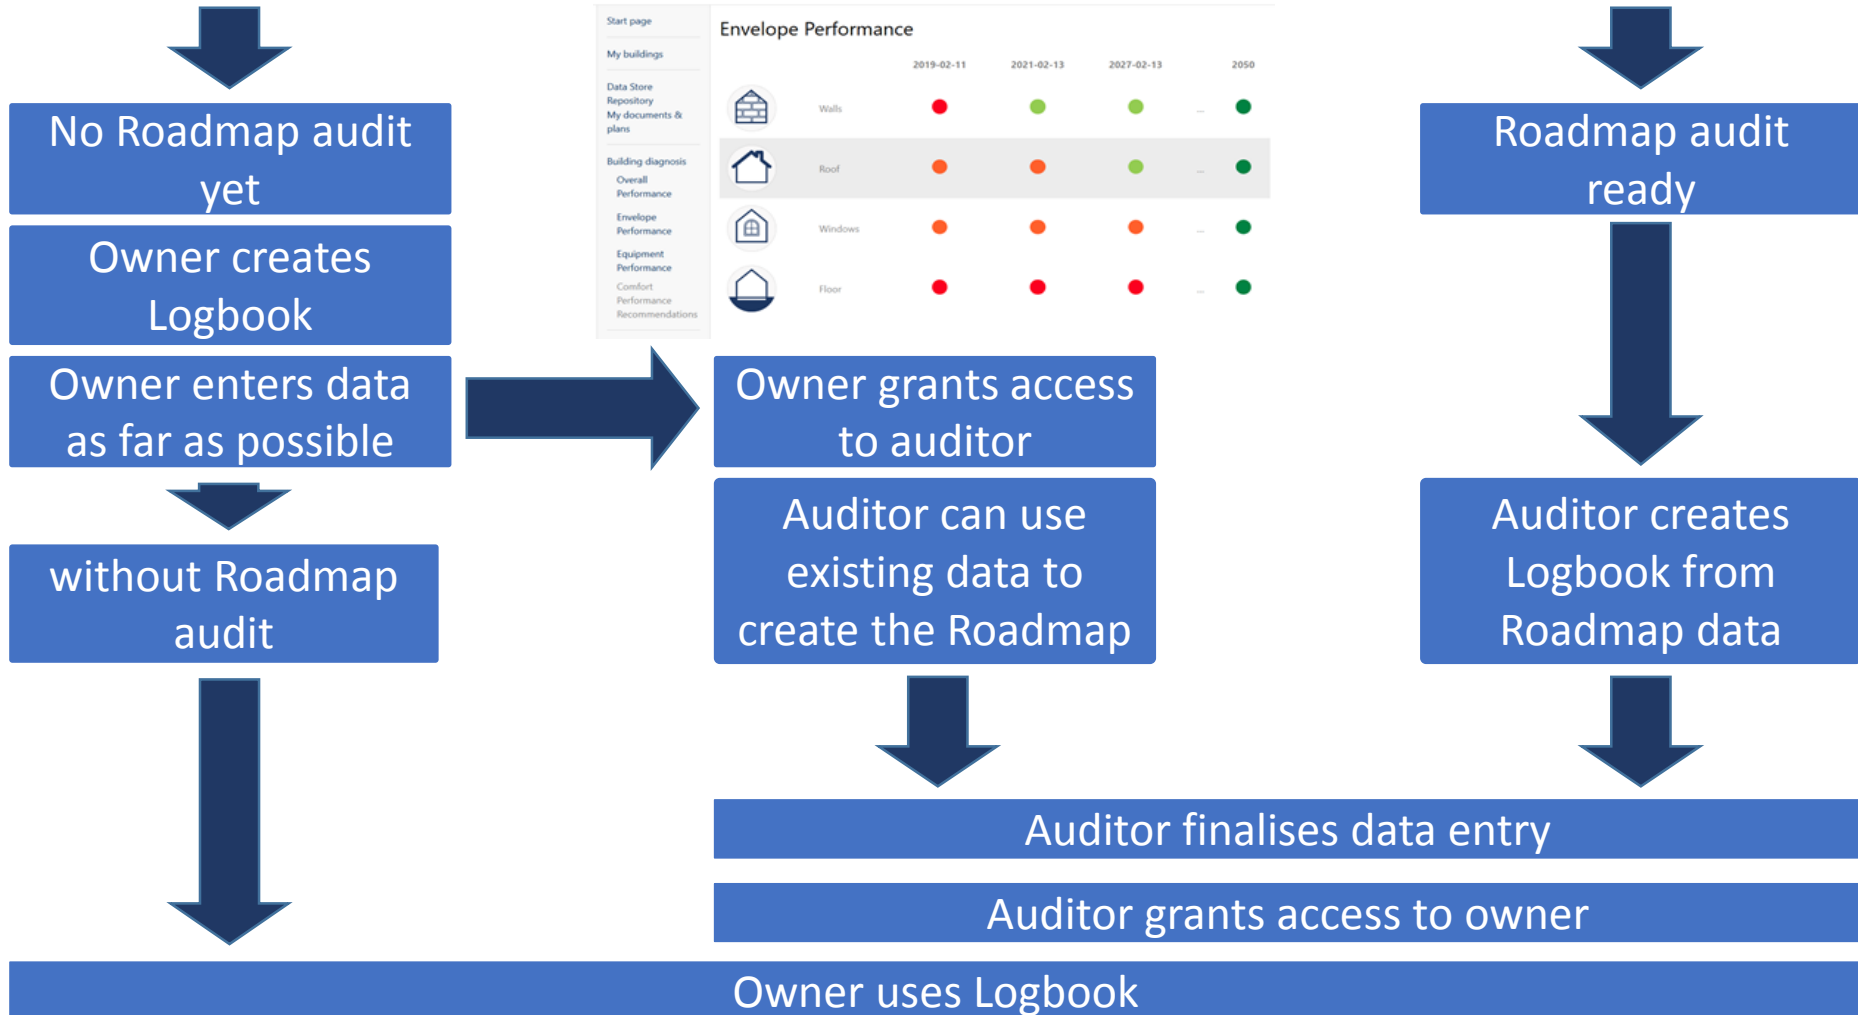 No Roadmap audit
yet
Owner creates
Logbook
Owner enters data
as far as possible
without Roadmap
audit
Start page
My buildings
Data Store
Repository
My documents &
plans
Building diagnosis
Overall
Performance
Envelope
Performance
Equipment
Performance
Comfort
Performance
Recommendations
Envelope Performance
2019-02-11 2021-02-13 2027-02-13 2050
Walls ...
Roof ...
Windows ...
Floor ...
Owner grants access
to auditor
Auditor can use
existing data to
create the Roadmap
Roadmap audit
ready
Auditor creates
Logbook from
Roadmap data
Auditor finalises data entry
Auditor grants access to owner
Owner uses Logbook